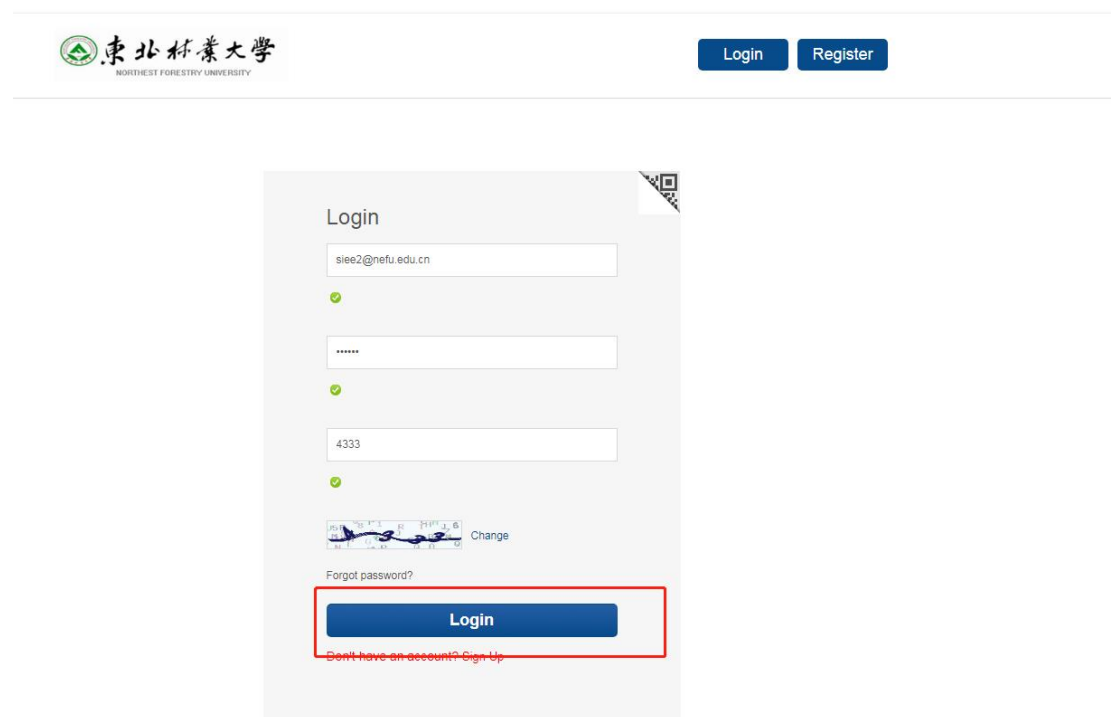 東北林業大學
NORTHEST FORESTRY UNIVERSITY
Login Register
Login
siee2@nefu.edu.cn
••••••
4333
Change
Forgot password?
Login
Don't have an account? Sign Up